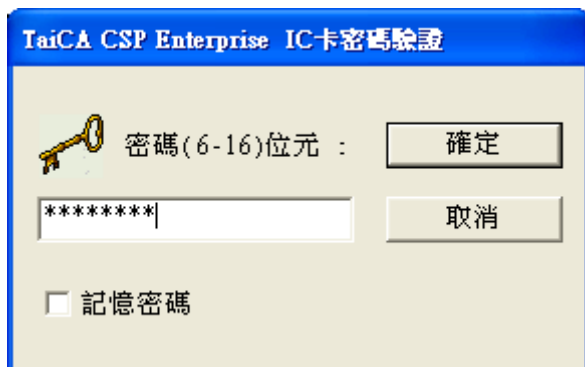 TaiCA CSP Enterprise IC卡密碼驗證
密碼(6-16)位元 :
確定
********
取消
記憶密碼